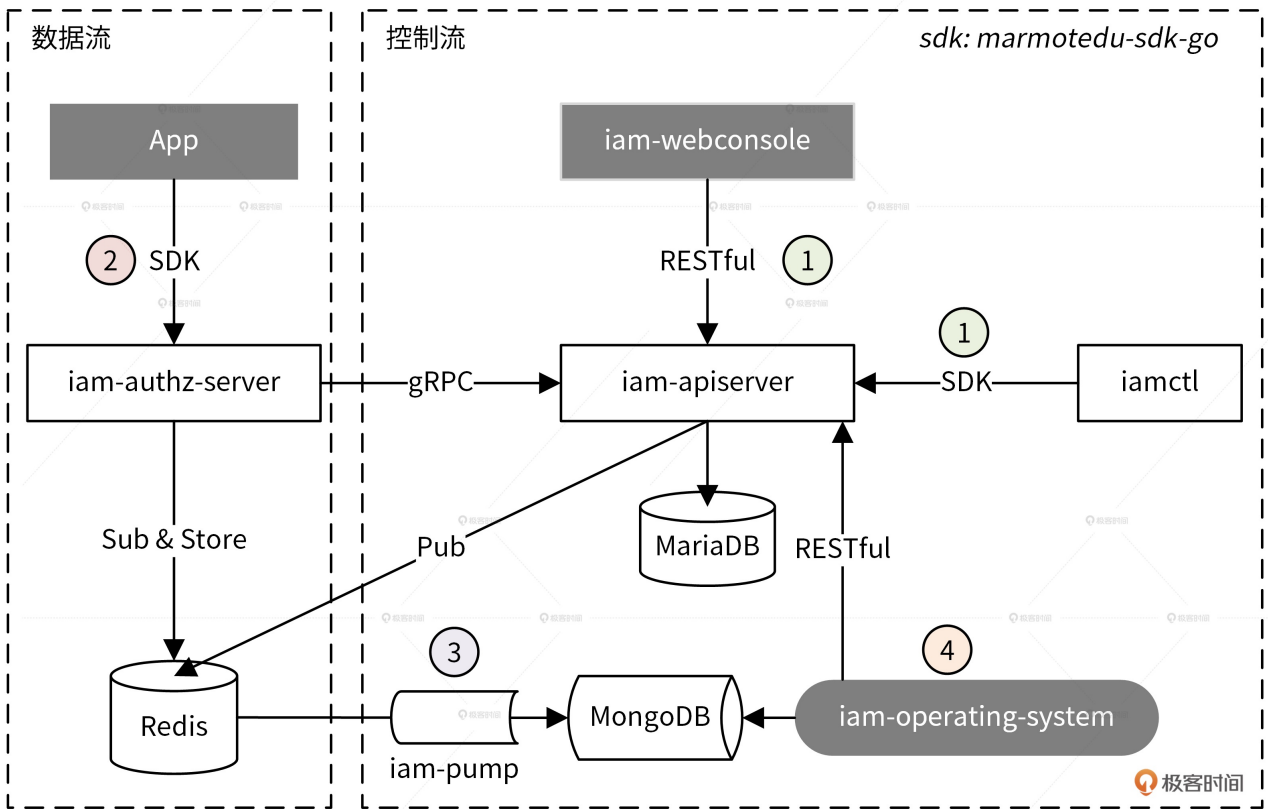 数据流
控制流
sdk: marmotedu-sdk-go
App
iam-webconsole
2
SDK
RESTful
1
1
iam-authz-server
gRPC
iam-apiserver
SDK
iamctl
Sub & Store
Pub
MariaDB
RESTful
3
4
Redis
MongoDB
iam-operating-system
iam-pump
极客时间